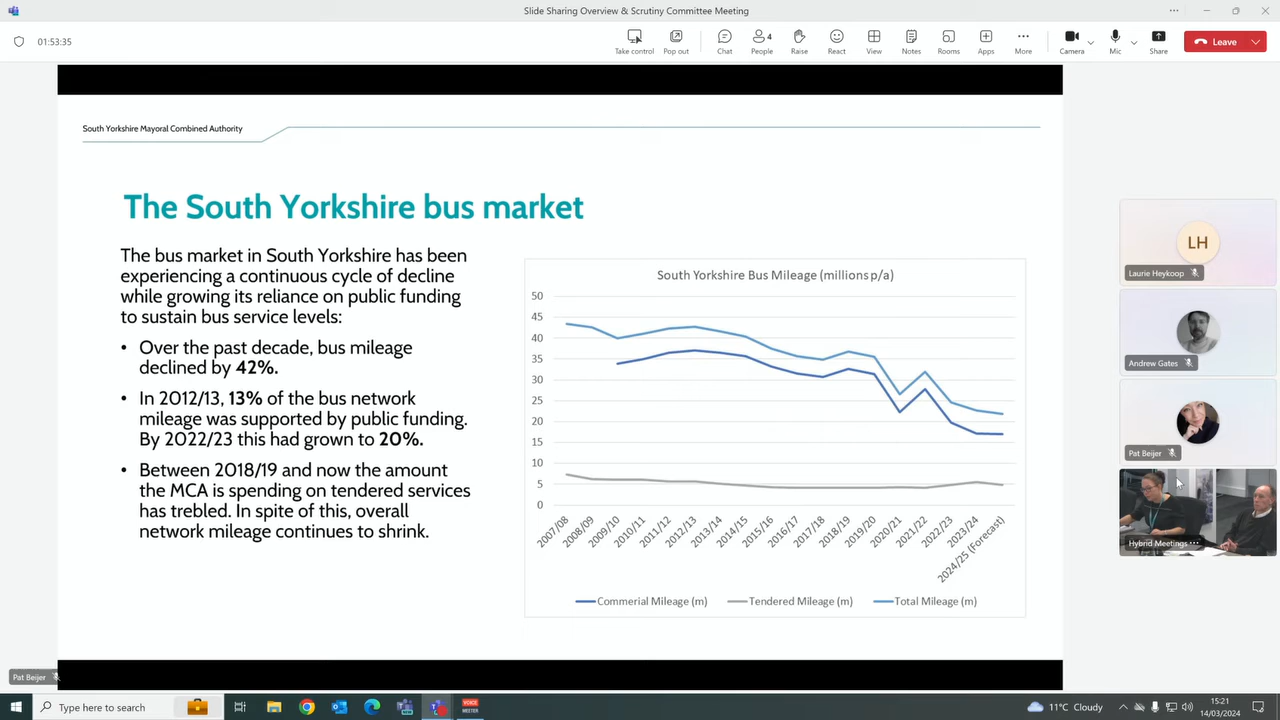 Slide Sharing Overview & Scrutiny Committee Meeting
01:53:35
Take control
Pop out
Chat
4
People
Raise
React
View
Notes
Rooms
Apps
More
Camera
Mic
Share
Leave
South Yorkshire Mayoral Combined Authority
The South Yorkshire bus market
The bus market in South Yorkshire has been
experiencing a continuous cycle of decline
while growing its reliance on public funding
to sustain bus service levels:
• Over the past decade, bus mileage
declined by 42%.
• In 2012/13, 13% of the bus network
mileage was supported by public funding.
By 2022/23 this had grown to 20%.
• Between 2018/19 and now the amount
the MCA is spending on tendered services
has trebled. In spite of this, overall
network mileage continues to shrink.
South Yorkshire Bus Mileage (millions p/a)
50
45
40
35
30
25
20
15
10
5
0
2007/08
2008/09
2009/10
2010/11
2011/12
2012/13
2013/14
2014/15
2015/16
2016/17
2017/18
2018/19
2019/20
2020/21
2021/22
2022/23
2023/24
2024/25 (Forecast)
Commerial Mileage (m)
Tendered Mileage (m)
Total Mileage (m)
LH
Laurie Heykoop
Andrew Gates
Pat Beijer
Hybrid Meetings
Pat Beijer
Type here to search
VOICE
MEETER
11°C Cloudy
15:21
14/03/2024